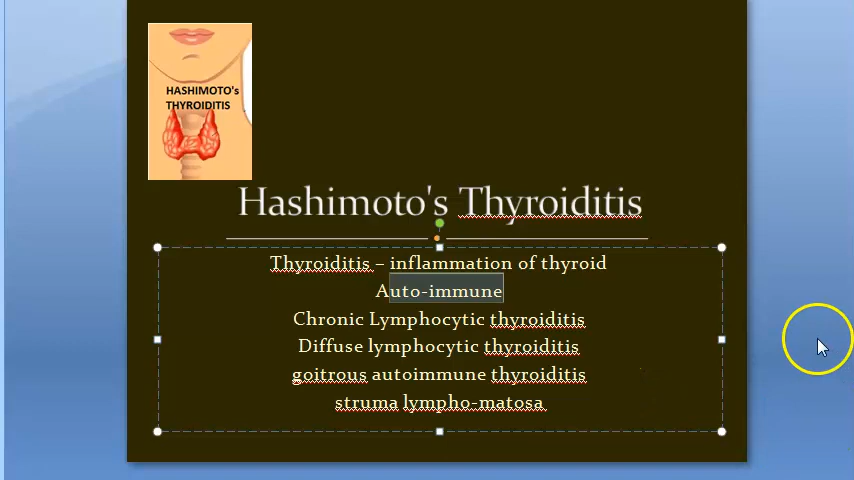 HASHIMOTO's
THYROIDITIS
Hashimoto's Thyroiditis
Thyroiditis – inflammation of thyroid
Auto-immune
Chronic Lymphocytic thyroiditis
Diffuse lymphocytic thyroiditis
goitrous autoimmune thyroiditis
struma lympho-matosa